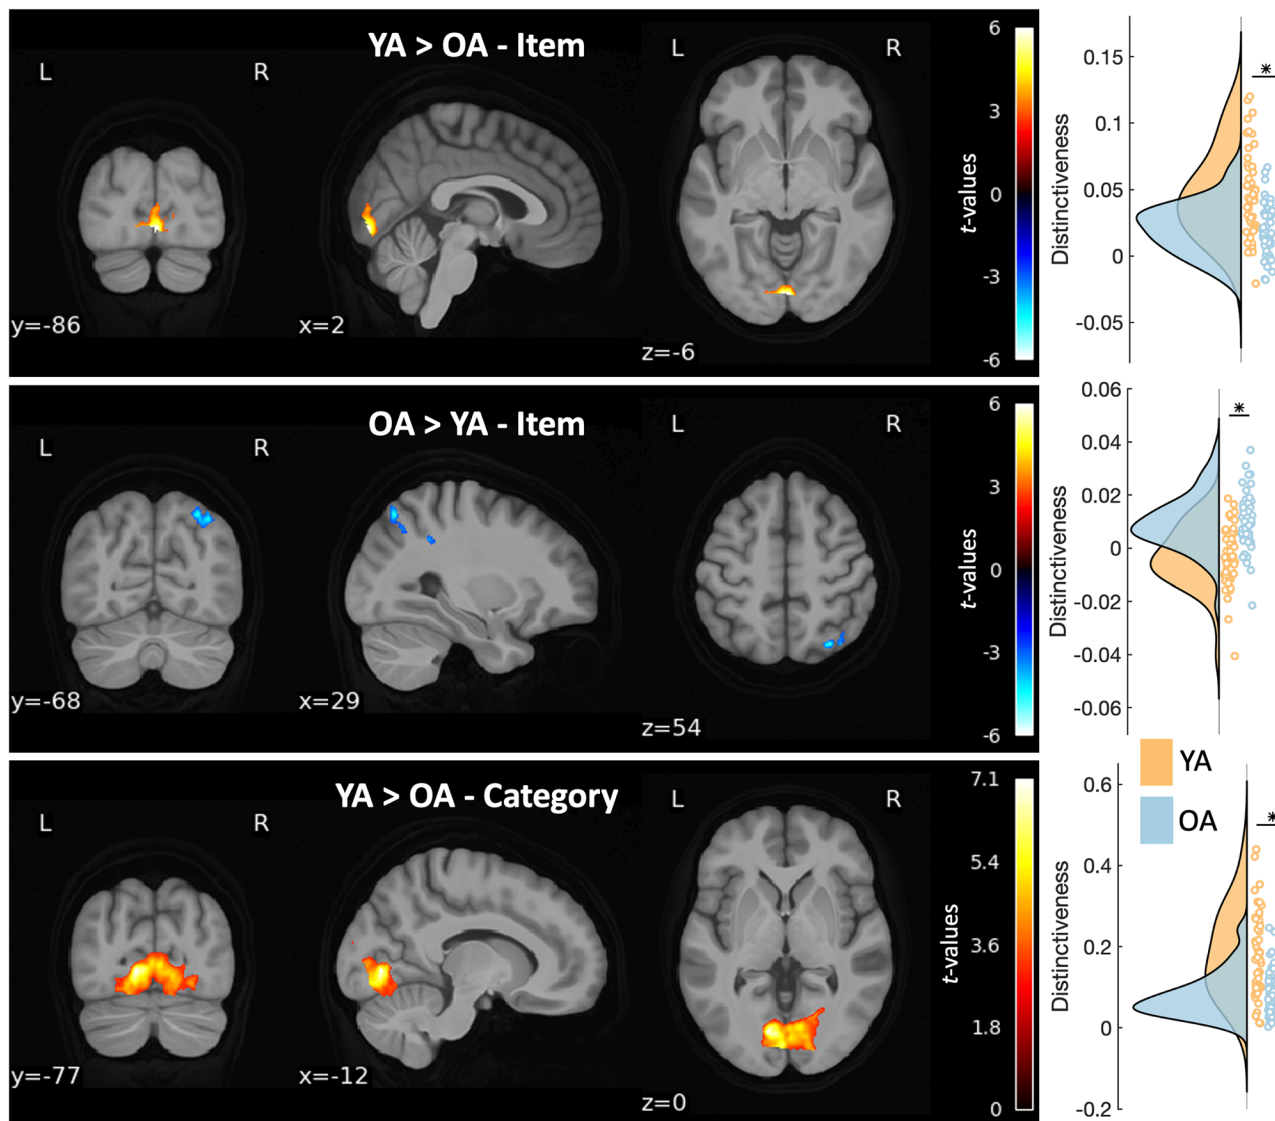 YA > OA - Item
L
R
L
R
y=-86
x=2
z=-6
6
3
0
-3
-6
t-values
0.15
0.1
0.05
0
-0.05
Distinctiveness
*
OA > YA - Item
L
R
L
R
y=-68
x=29
z=54
6
3
0
-3
-6
t-values
0.06
0.04
0.02
0
-0.02
-0.04
-0.06
Distinctiveness
*
YA
OA
YA > OA - Category
L
R
L
R
y=-77
x=-12
z=0
7.1
5.4
3.6
1.8
0
t-values
0.6
0.4
0.2
0
-0.2
Distinctiveness
*